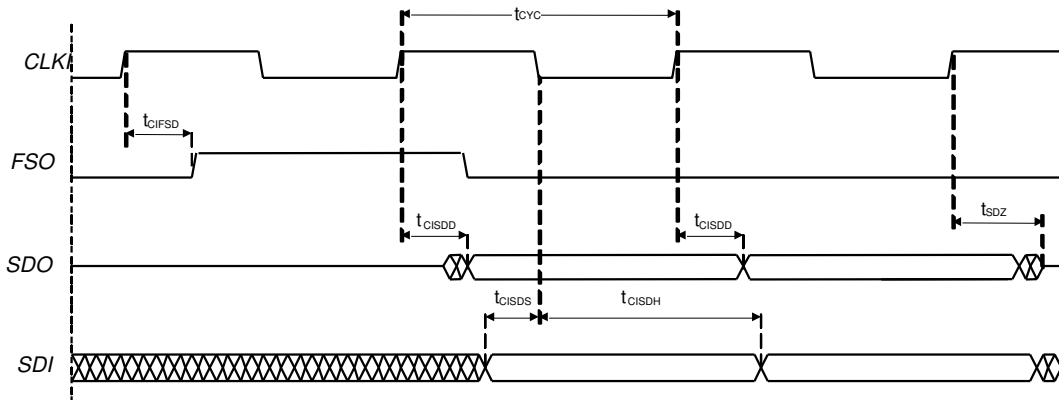 tCYC
CLKI
tCIFSD
FSO
tCISDD
tCISDD
tSDZ
SDO
tCISDS
tCISDH
SDI